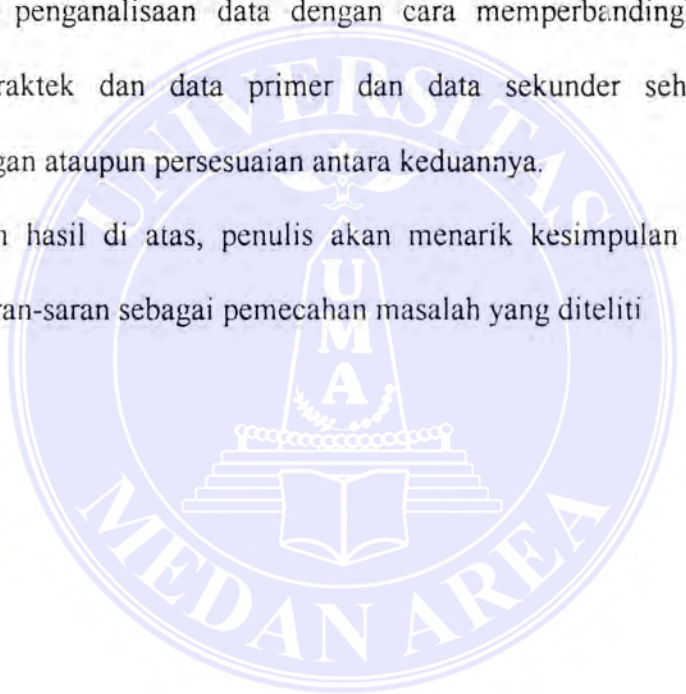 penganalisaan data dengan cara memperbandingk
raktek dan data primer dan data sekunder seh
gan ataupun persesuaian antara keduannya.
n hasil di atas, penulis akan menarik kesimpulan
ran-saran sebagai pemecahan masalah yang diteliti
UNIVERSITAS
U
M
A
MEDAN AREA